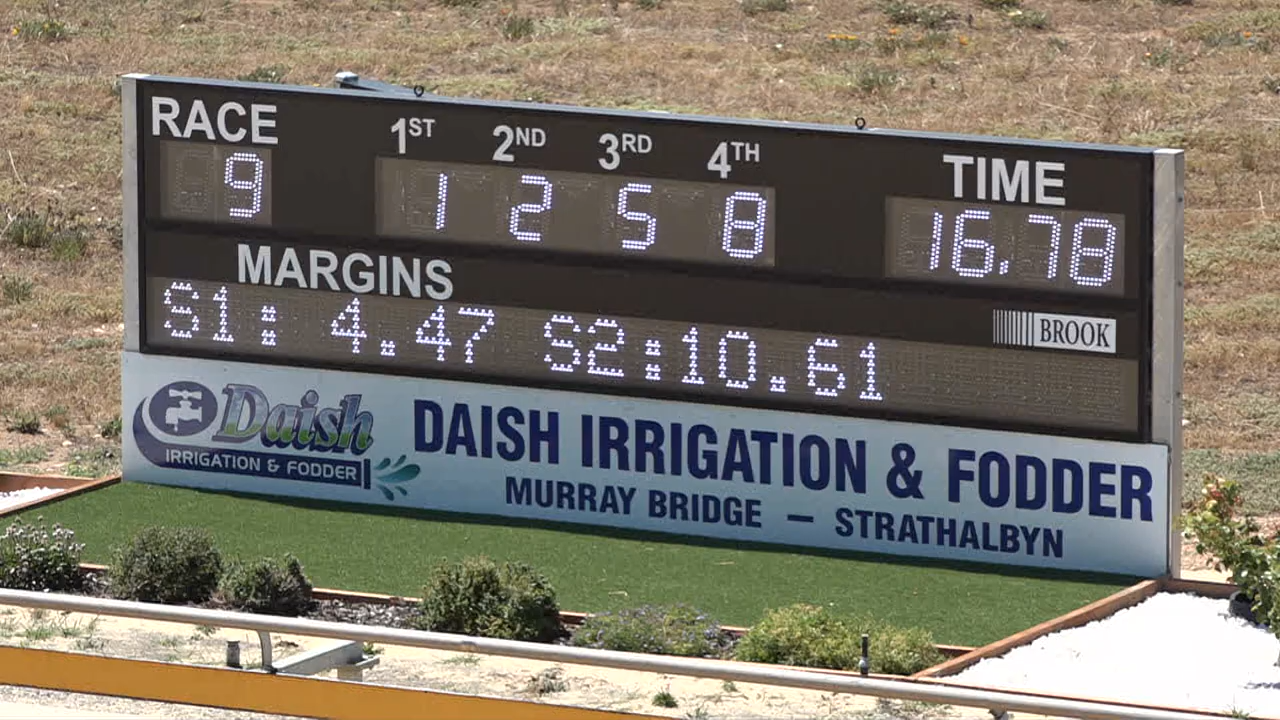 RACE 1ST 2ND 3RD 4TH TIME
9 1 2 5 8 16.78
MARGINS
BROOK
S1: 4.47 S2:10.61
Daish
IRRIGATION & FODDER
DAISH IRRIGATION & FODDER
MURRAY BRIDGE — STRATHALBYN